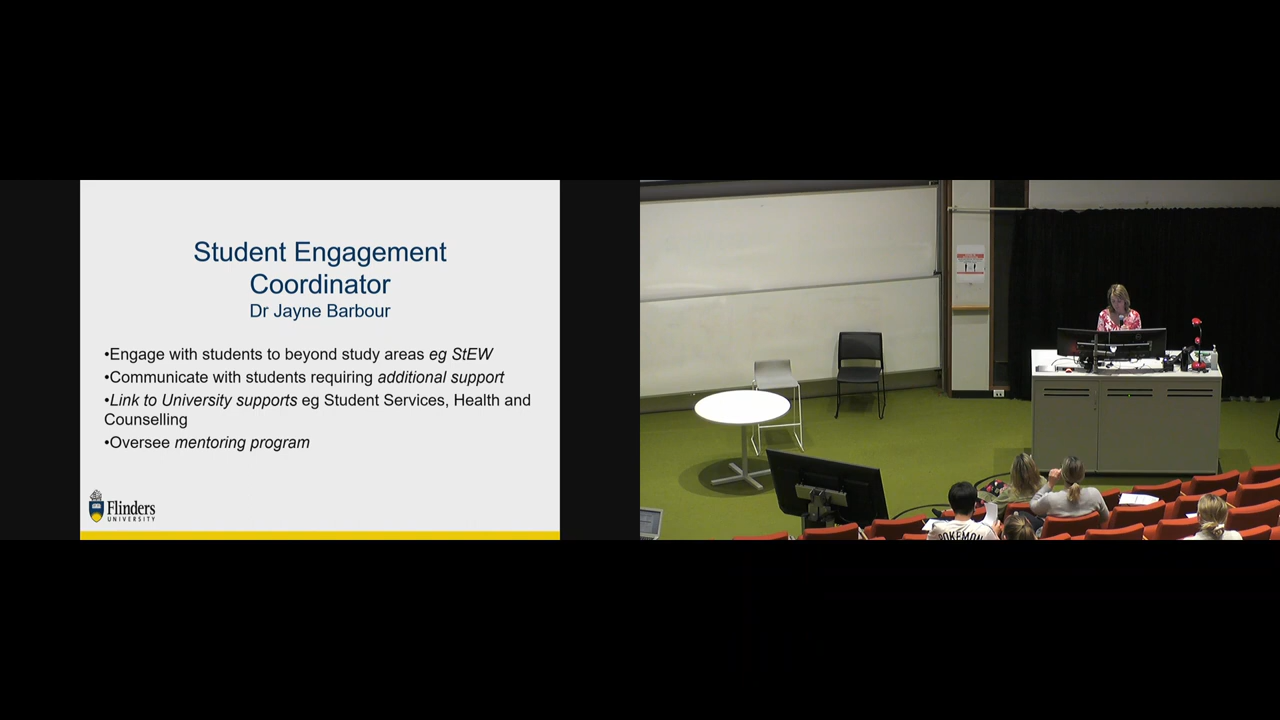 Student Engagement
Coordinator
Dr Jayne Barbour
•Engage with students to beyond study areas eg StEW
•Communicate with students requiring additional support
•Link to University supports eg Student Services, Health and
Counselling
•Oversee mentoring program
Flinders
UNIVERSITY
POKEMON